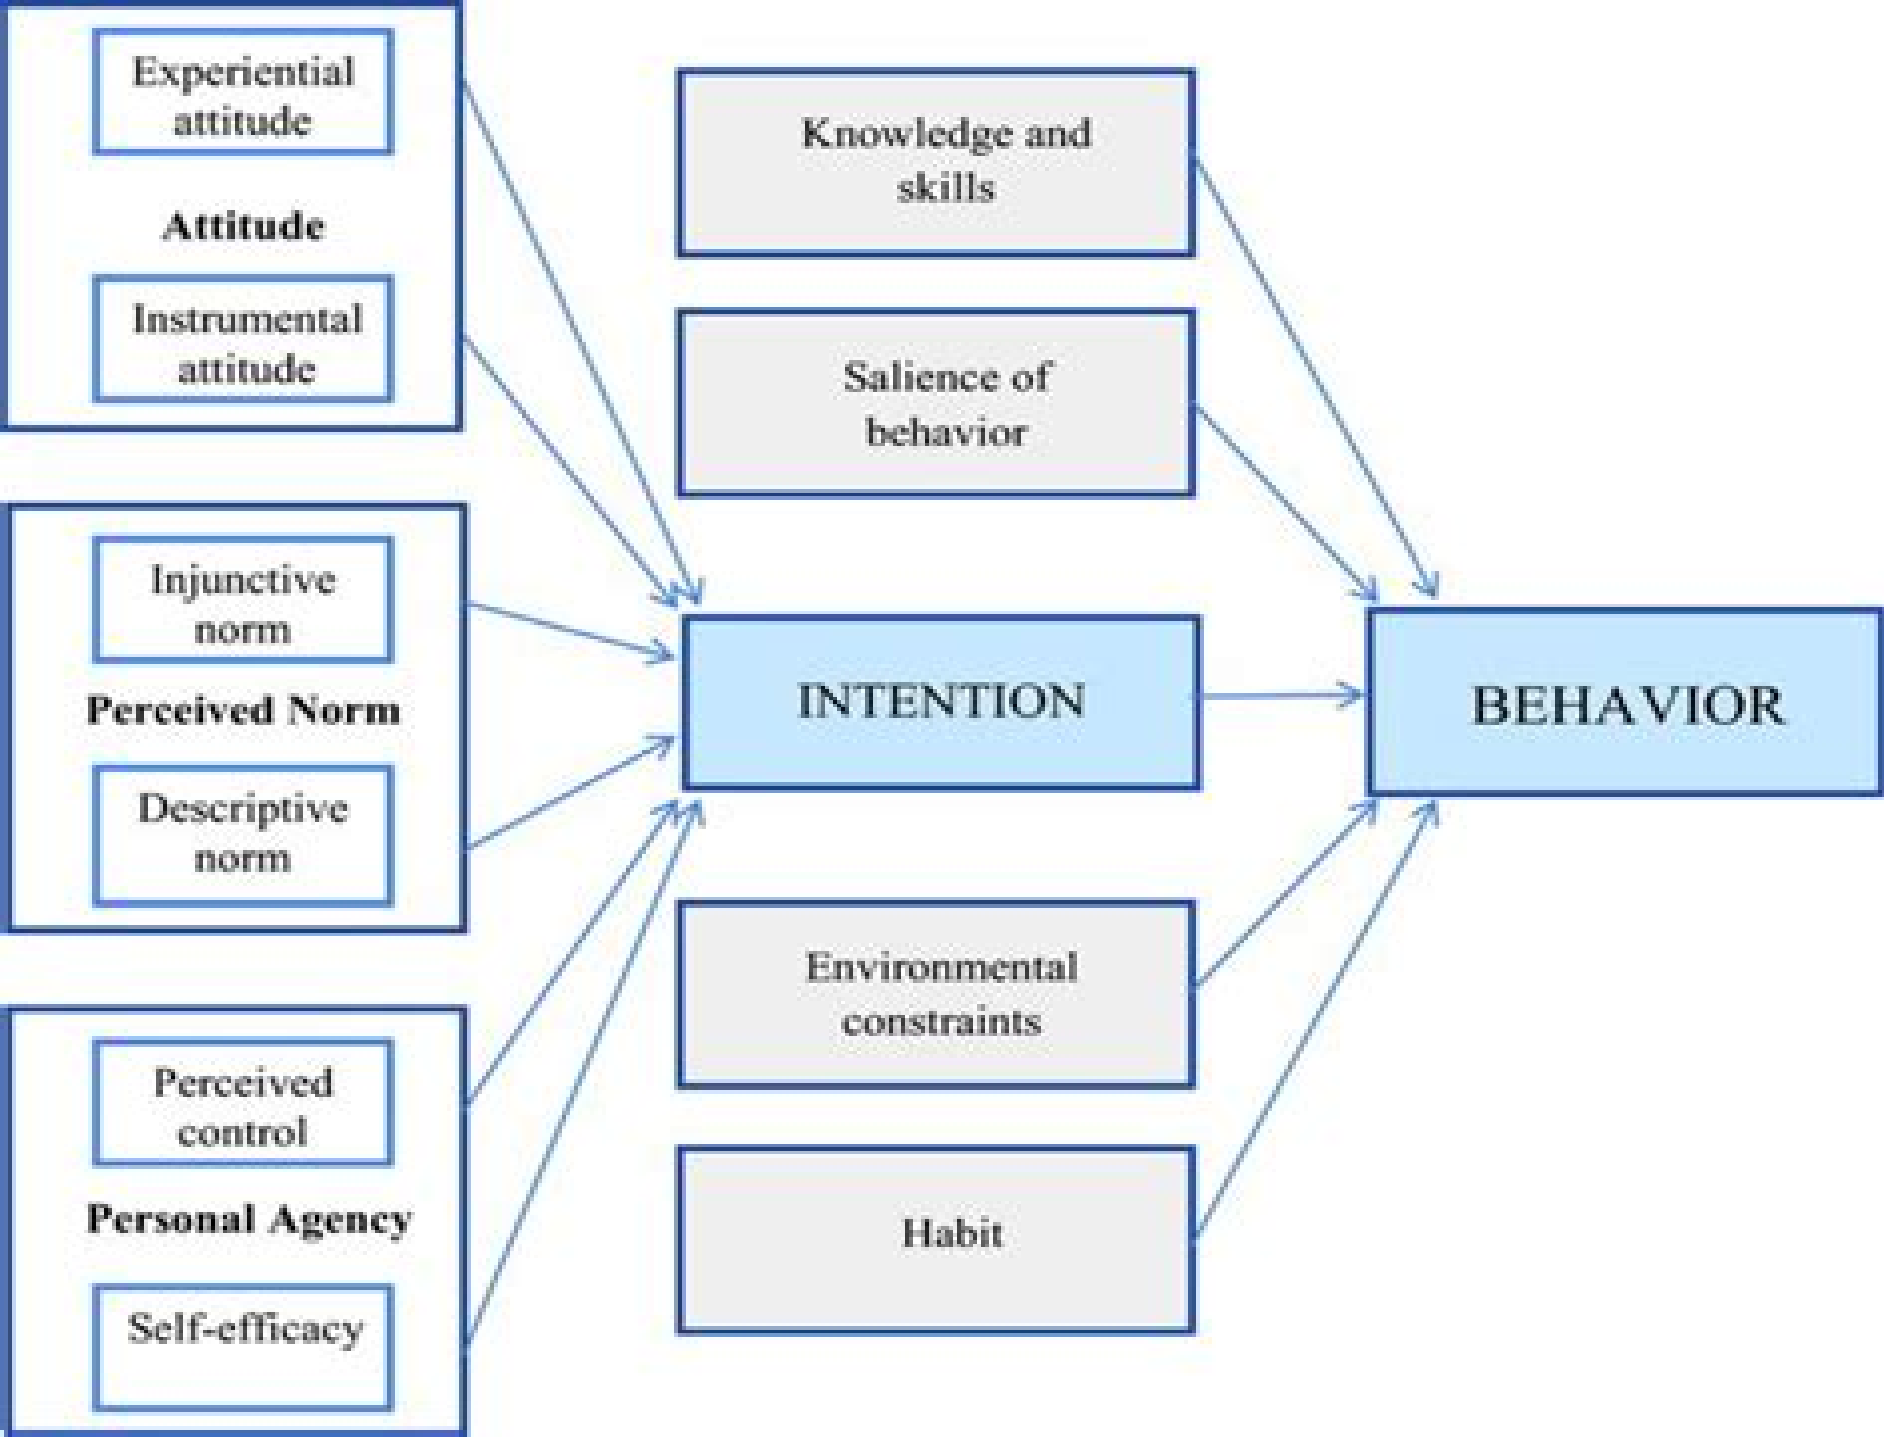 Experiential
attitude
Attitude
Instrumental
attitude
Injunctive
norm
Perceived Norm
Descriptive
norm
Perceived
control
Personal Agency
Self-efficacy
Knowledge and
skills
Salience of
behavior
INTENTION
Environmental
constraints
Habit
BEHAVIOR